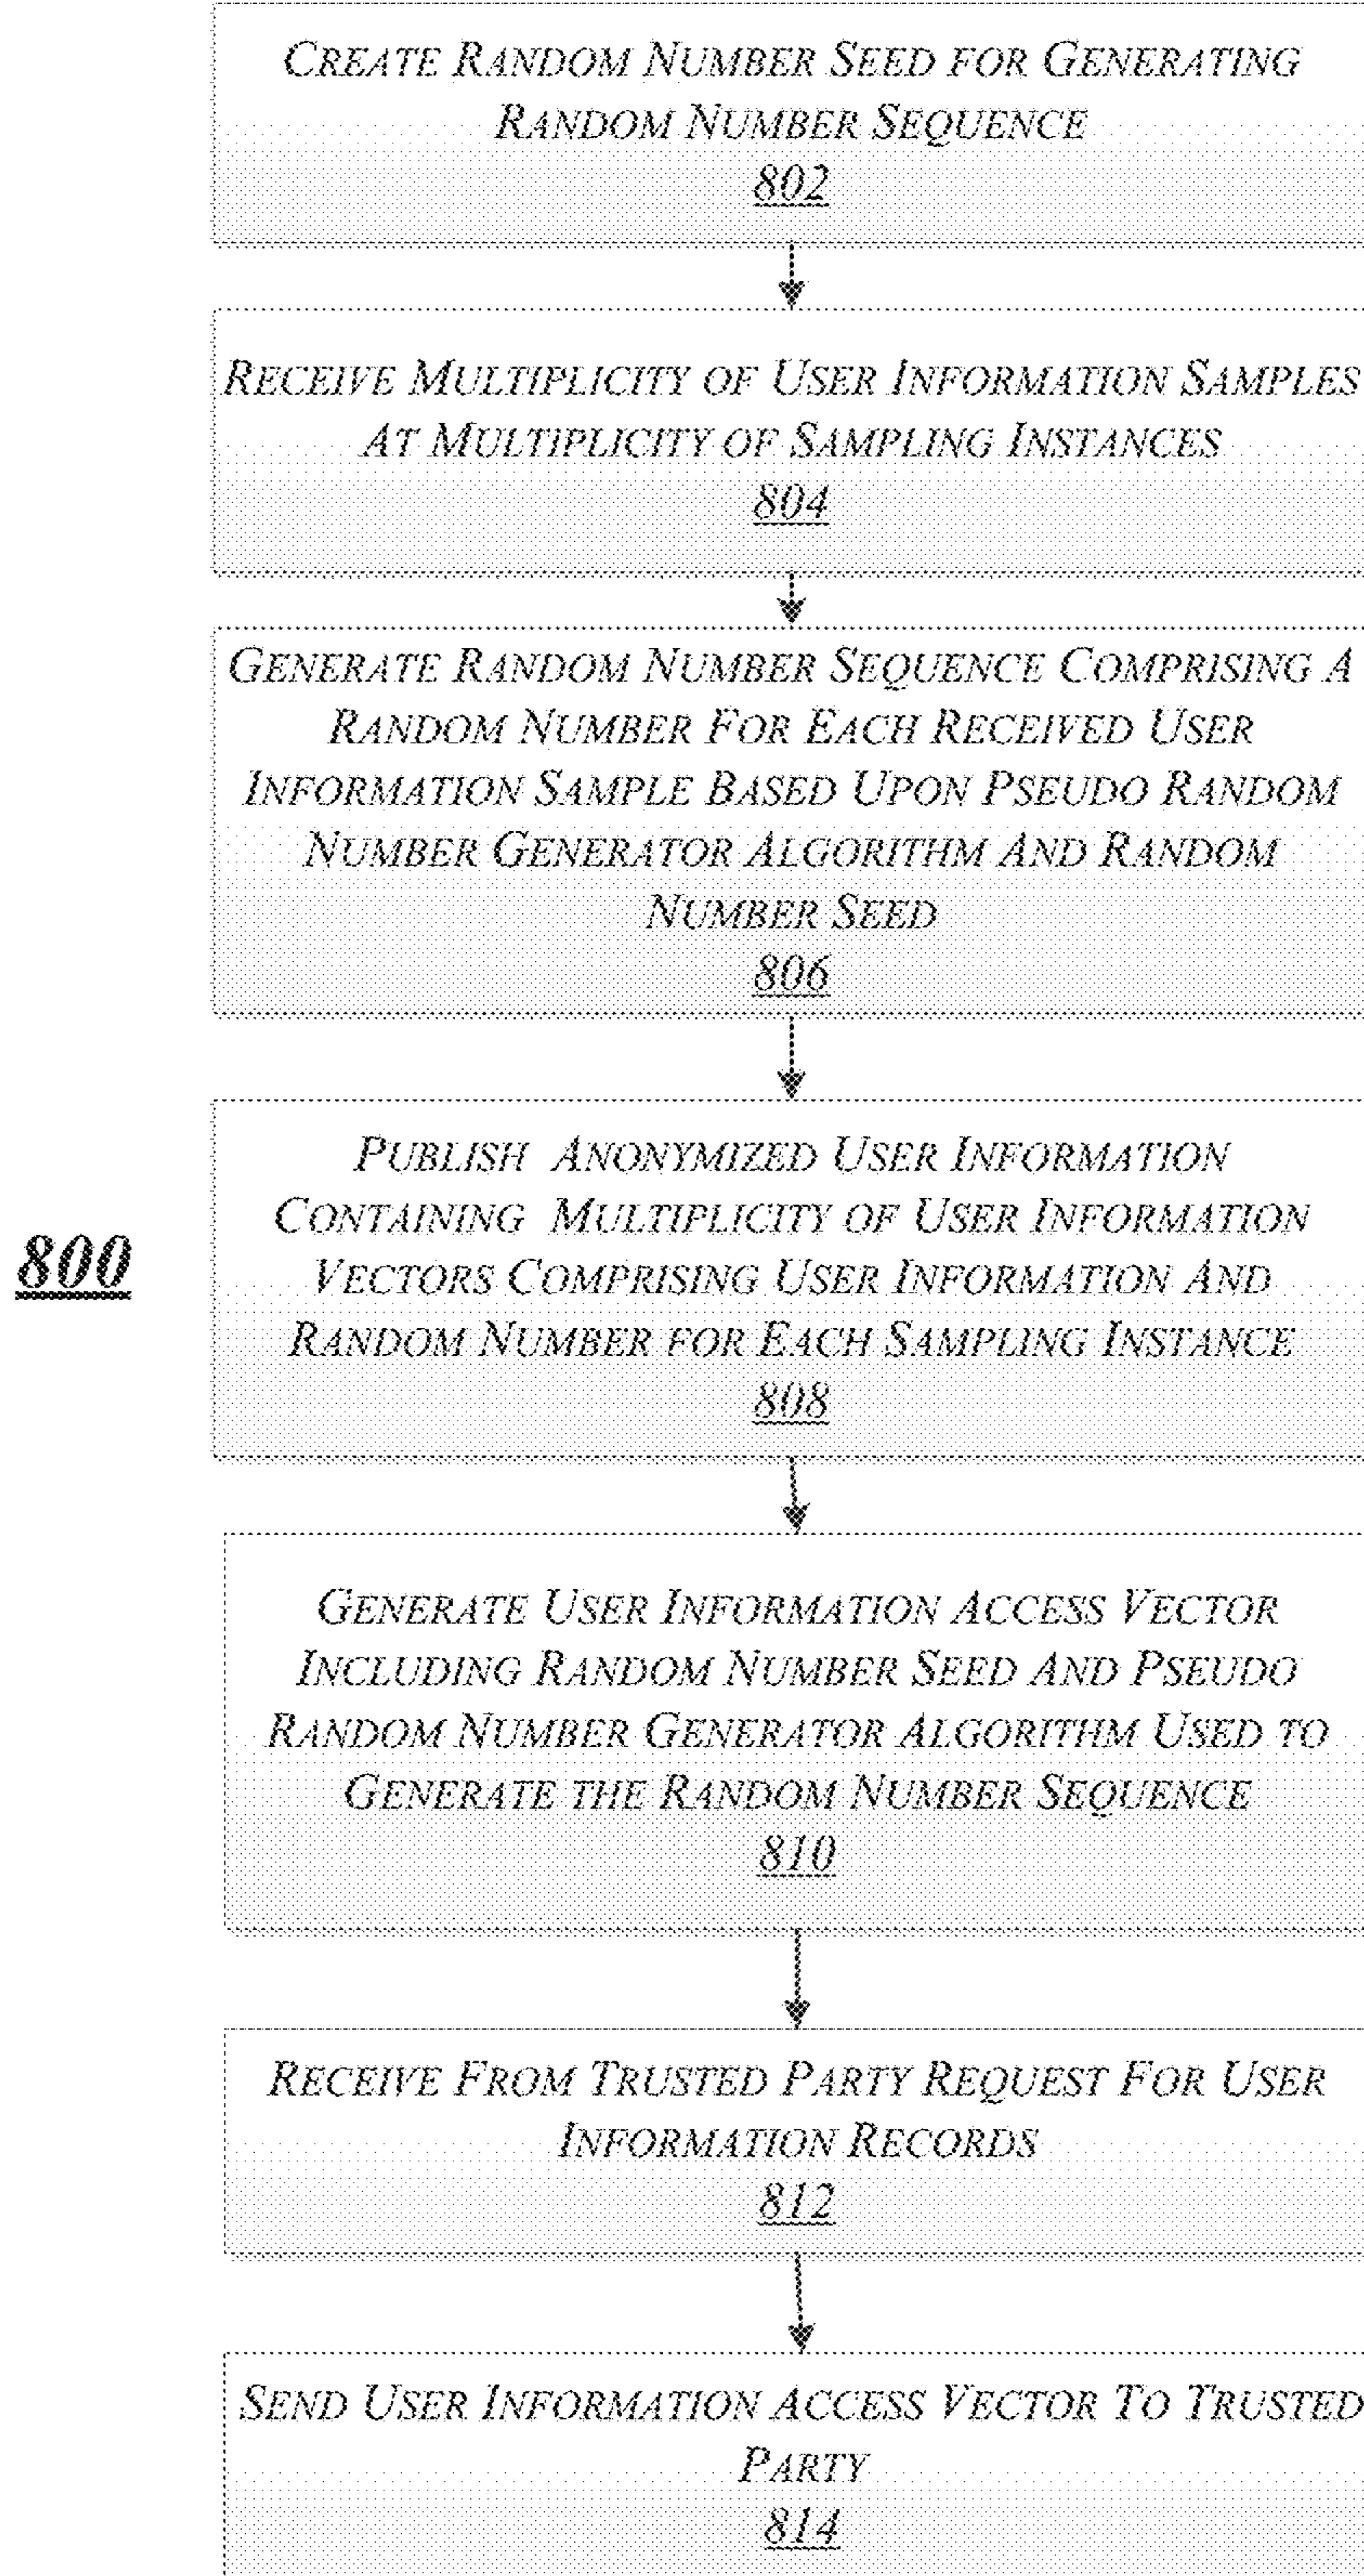 CREATE RANDOM NUMBER SEED FOR GENERATING
RANDOM NUMBER SEQUENCE
802
RECEIVE MULTIPLICITY OF USER INFORMATION SAMPLES
AT MULTIPLICITY OF SAMPLING INSTANCES
804
GENERATE RANDOM NUMBER SEQUENCE COMPRISING A
RANDOM NUMBER FOR EACH RECEIVED USER
INFORMATION SAMPLE BASED UPON PSEUDO RANDOM
NUMBER GENERATOR ALGORITHM AND RANDOM
NUMBER SEED
806
800
PUBLISH ANONYMIZED USER INFORMATION
CONTAINING MULTIPLICITY OF USER INFORMATION
VECTORS COMPRISING USER INFORMATION AND
RANDOM NUMBER FOR EACH SAMPLING INSTANCE
808
GENERATE USER INFORMATION ACCESS VECTOR
INCLUDING RANDOM NUMBER SEED AND PSEUDO
RANDOM NUMBER GENERATOR ALGORITHM USED TO
GENERATE THE RANDOM NUMBER SEQUENCE
810
RECEIVE FROM TRUSTED PARTY REQUEST FOR USER
INFORMATION RECORDS
812
SEND USER INFORMATION ACCESS VECTOR TO TRUSTED
PARTY
814